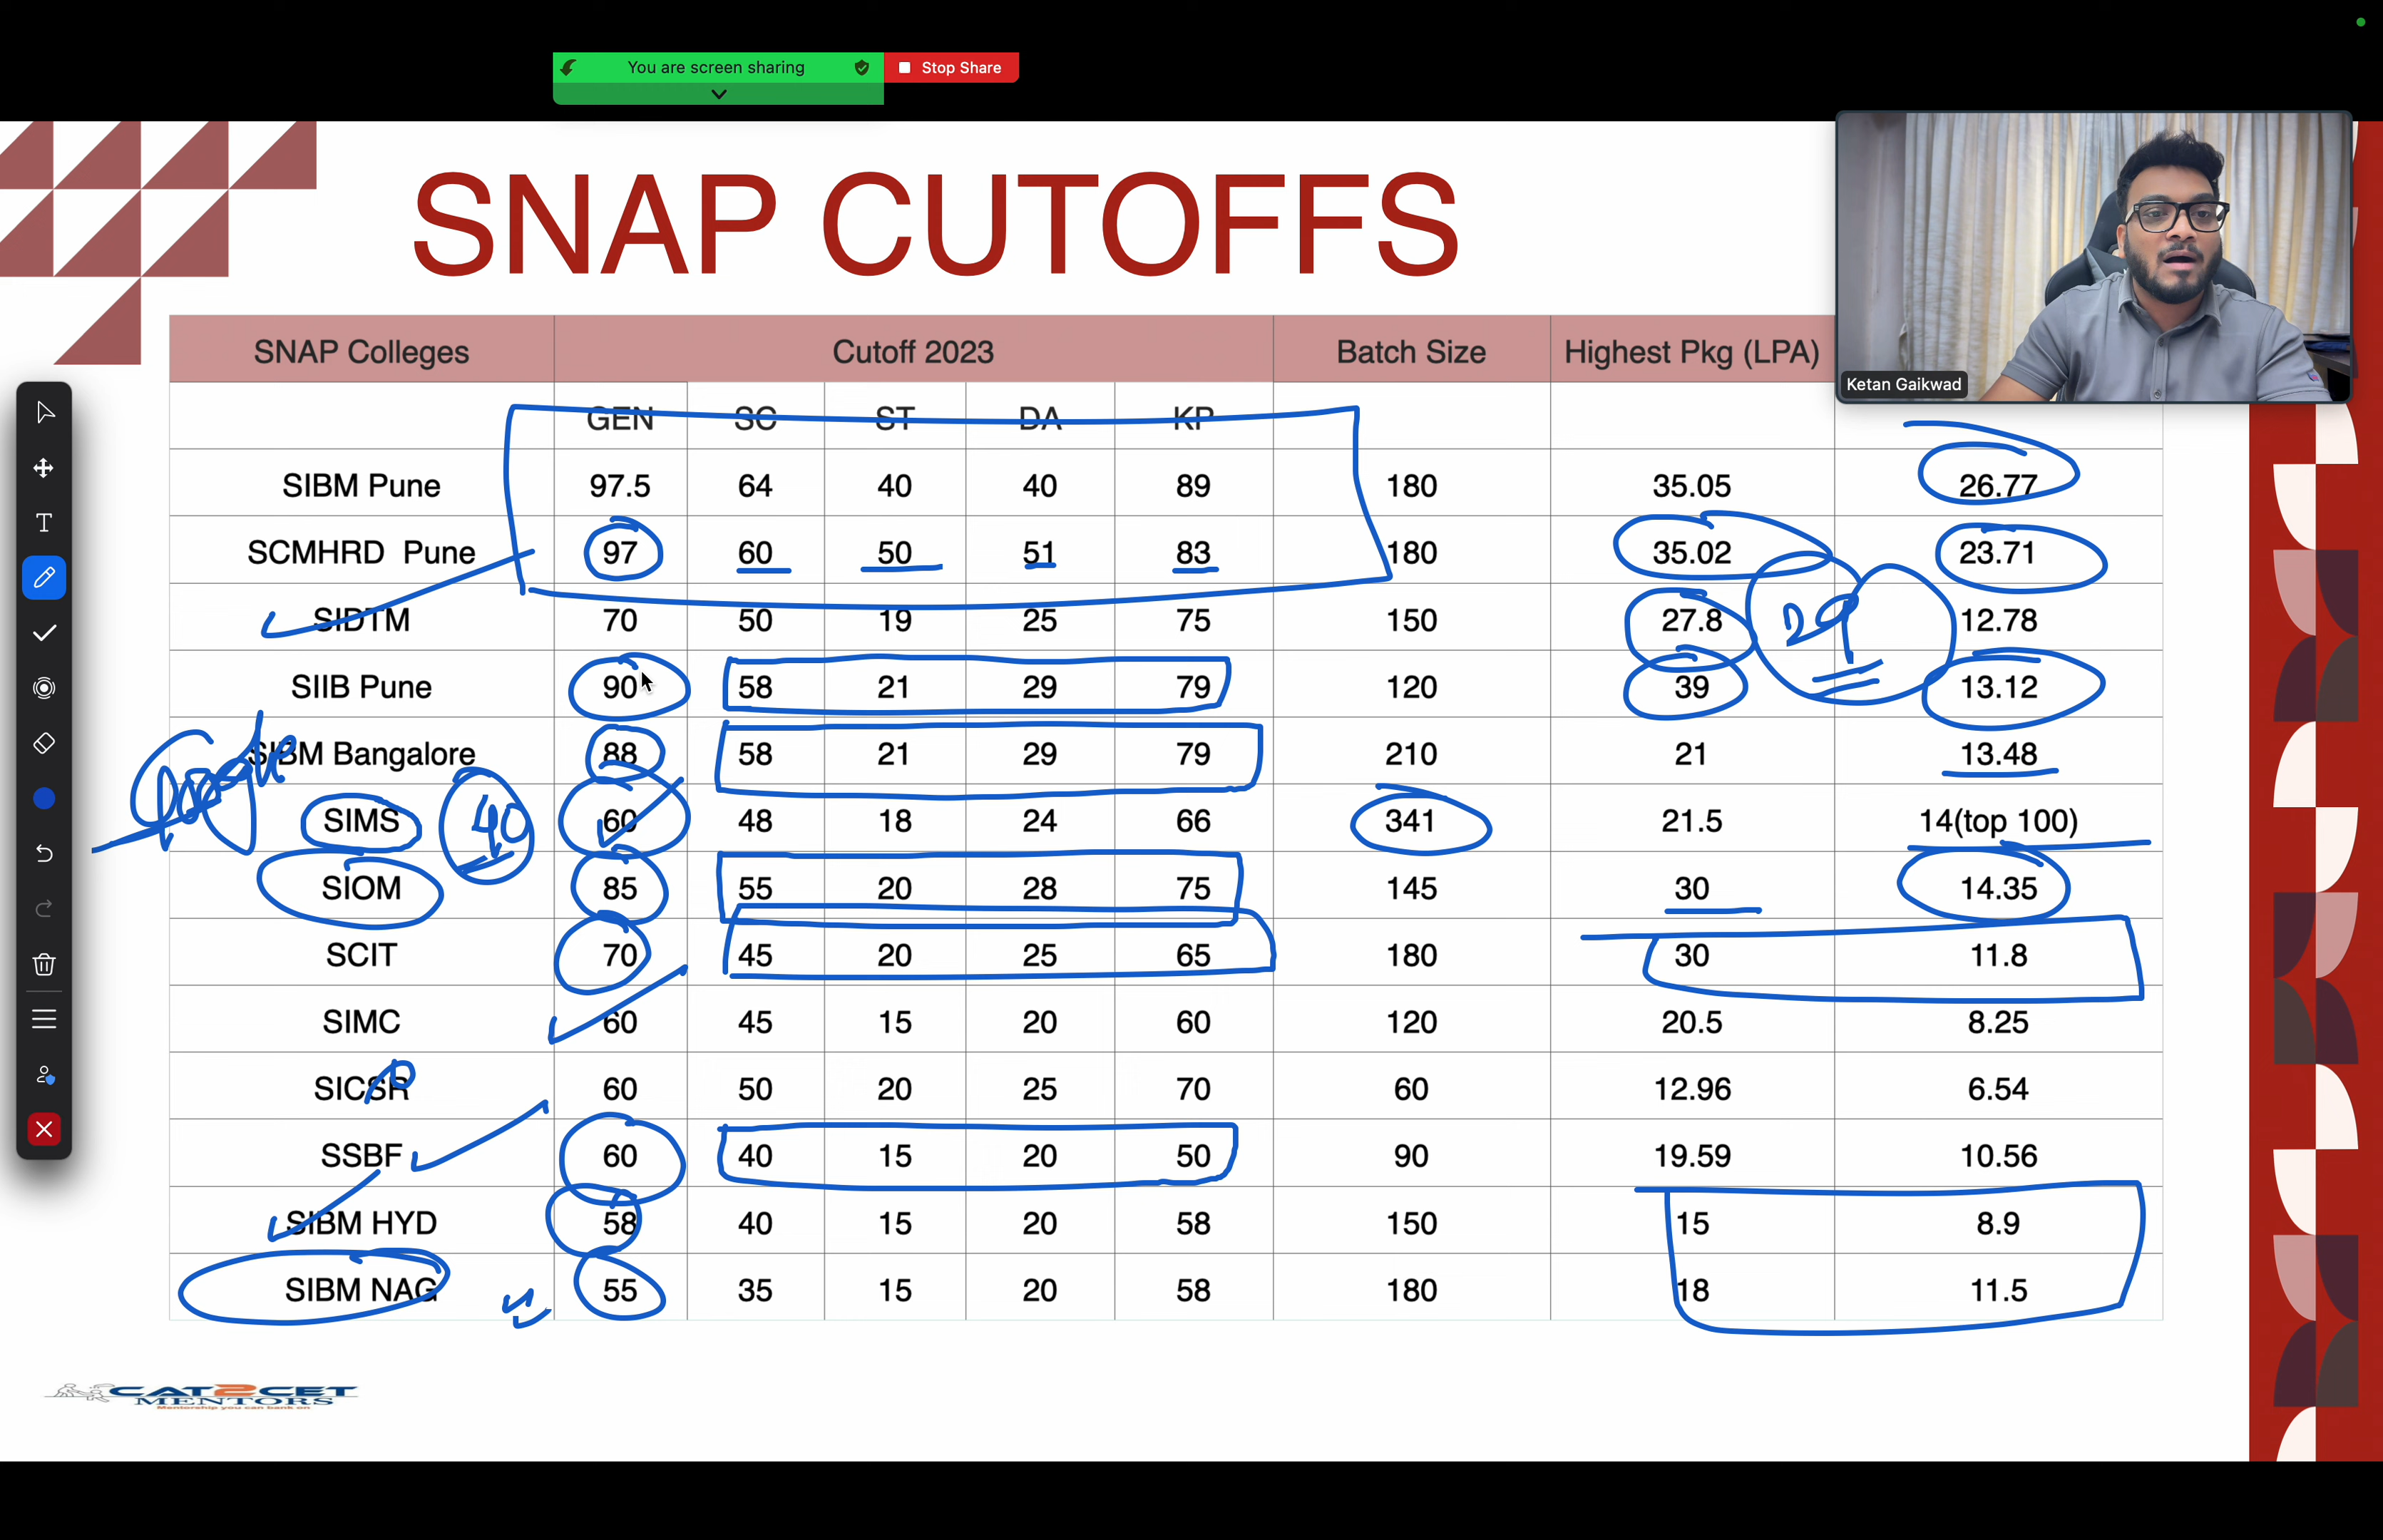 You are screen sharing
Stop Share
SNAP CUTOFFS
Ketan Gaikwad
SNAP Colleges Cutoff 2023 Batch Size Highest Pkg (LPA)
GEN SC ST DA KP
SIBM Pune 97.5 64 40 40 89 180 35.05 26.77
SCMHRD Pune 97 60 50 51 83 180 35.02 23.71
SIDTM 70 50 19 25 75 150 27.8 12.78
SIIB Pune 90 58 21 29 79 120 39 13.12
SIBM Bangalore 88 58 21 29 79 210 21 13.48
SIMS 40 60 48 18 24 66 341 21.5 14(top 100)
SIOM 85 55 20 28 75 145 30 14.35
SCIT 70 45 20 25 65 180 30 11.8
SIMC 60 45 15 20 60 120 20.5 8.25
SICSR 60 50 20 25 70 60 12.96 6.54
SSBF 60 40 15 20 50 90 19.59 10.56
SIBM HYD 58 40 15 20 58 150 15 8.9
SIBM NAG 55 35 15 20 58 180 18 11.5
CAT2CET
MENTORS
Mentorship you can bank on
T